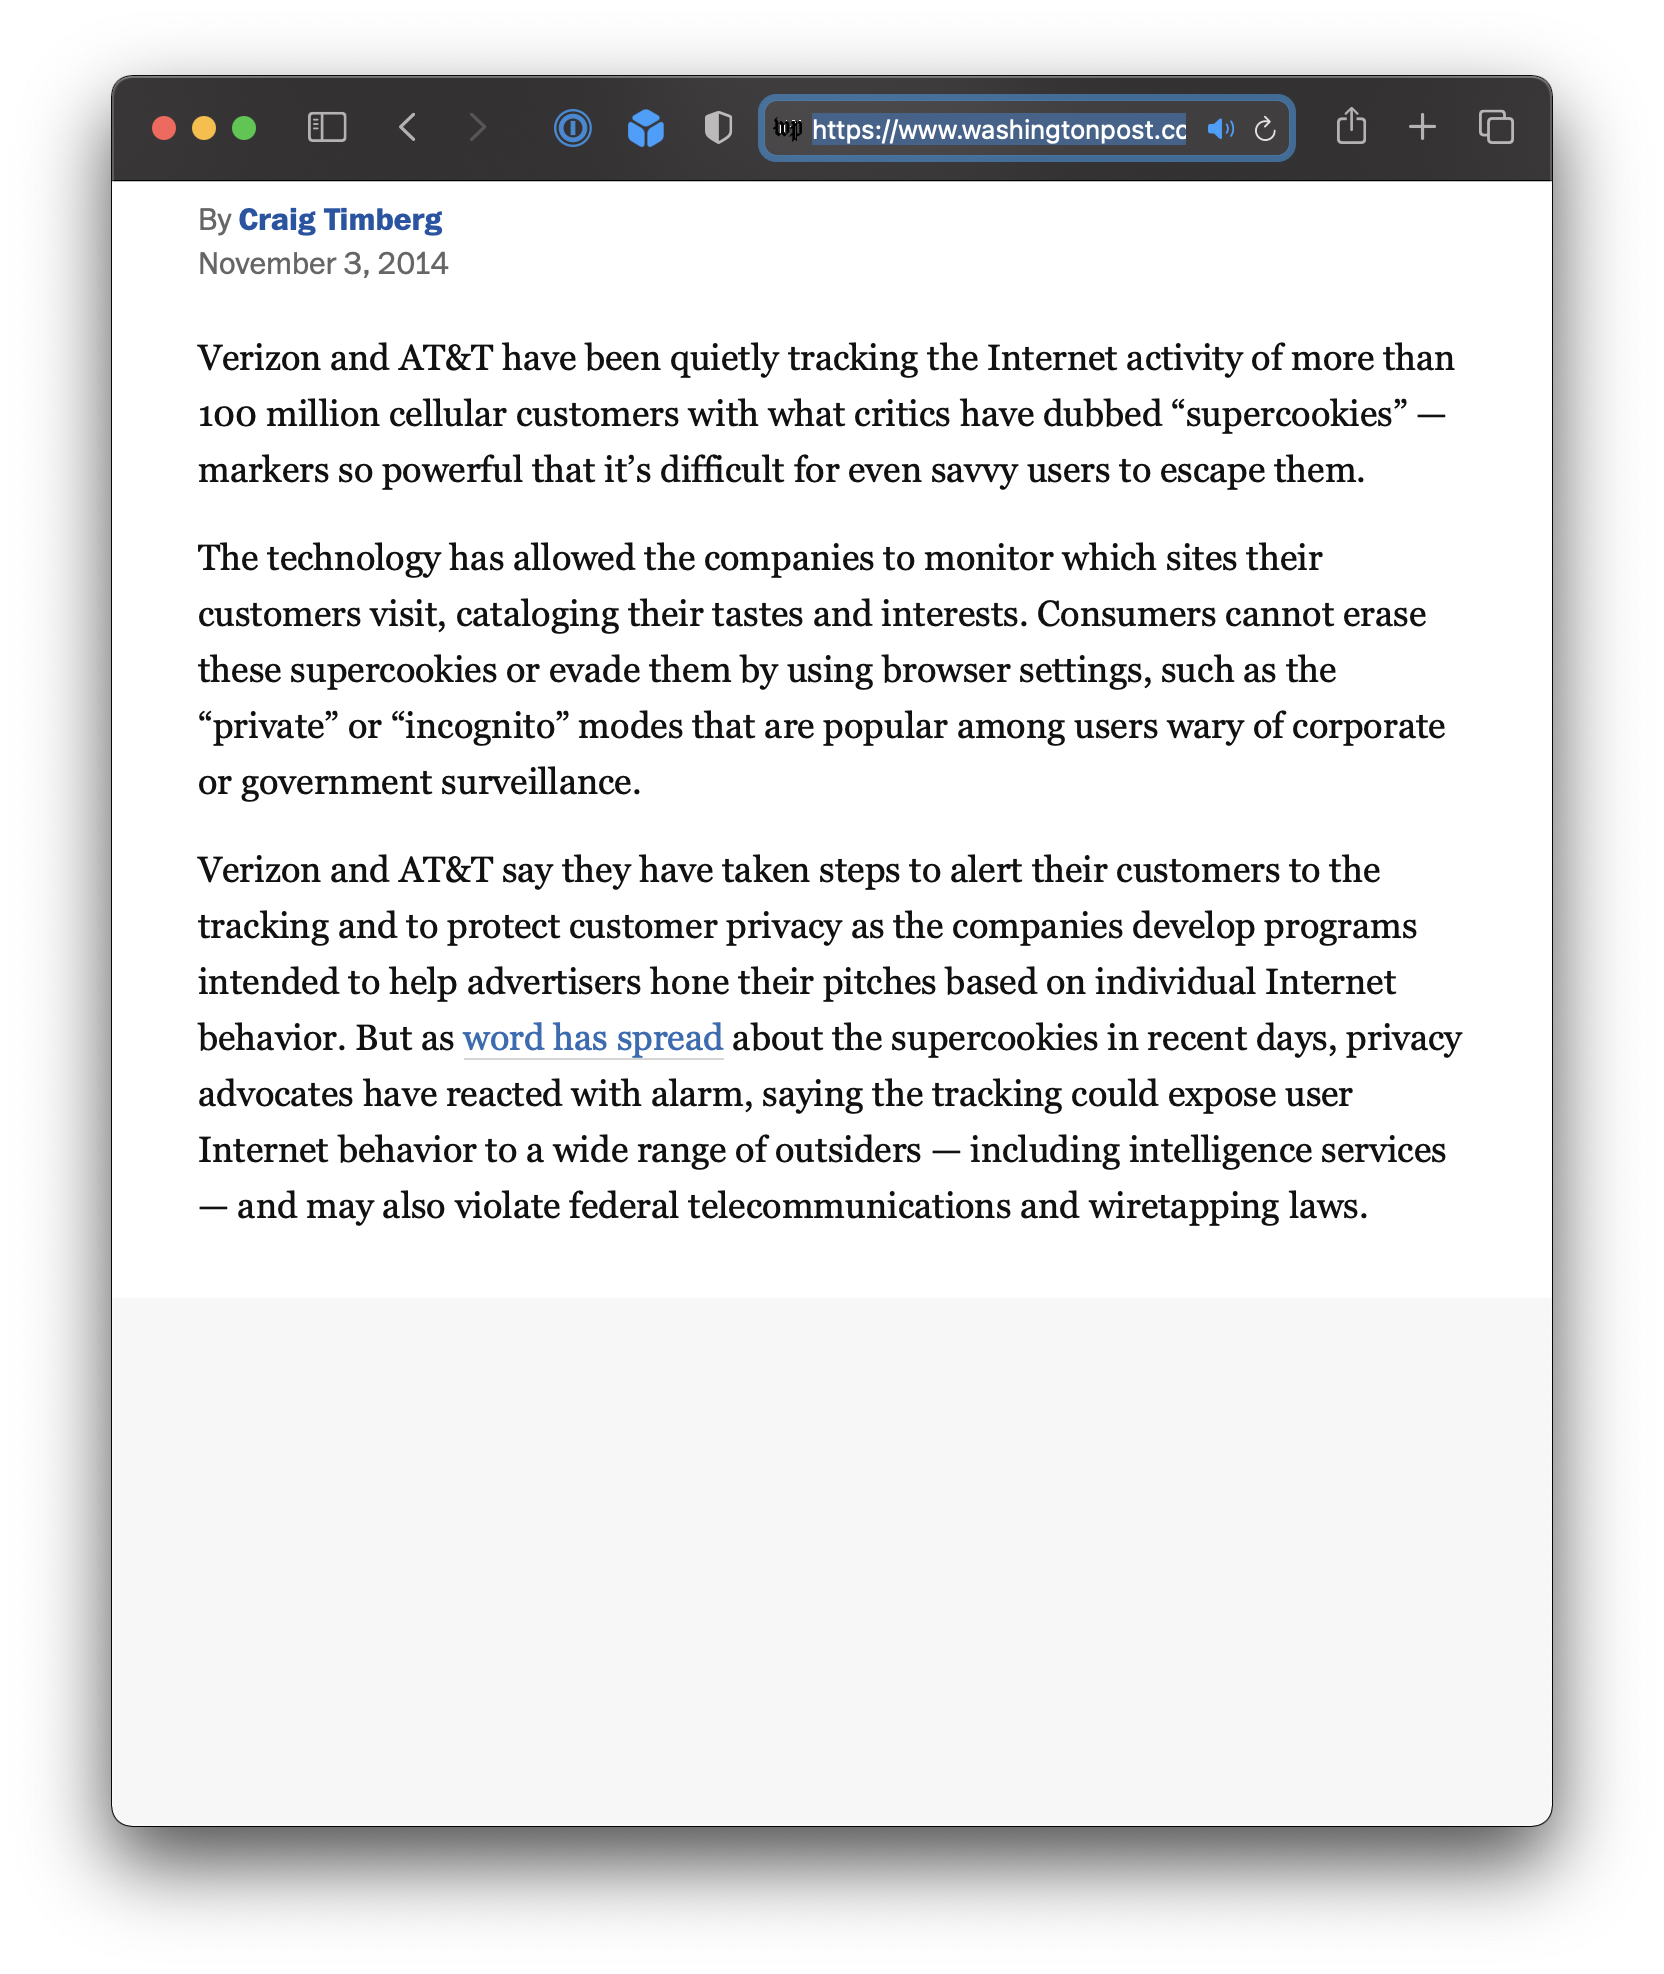 https://www.washingtonpost.cc
By Craig Timberg
November 3, 2014
Verizon and AT&T have been quietly tracking the Internet activity of more than
100 million cellular customers with what critics have dubbed “supercookies” —
markers so powerful that it’s difficult for even savvy users to escape them.
The technology has allowed the companies to monitor which sites their
customers visit, cataloging their tastes and interests. Consumers cannot erase
these supercookies or evade them by using browser settings, such as the
“private” or “incognito” modes that are popular among users wary of corporate
or government surveillance.
Verizon and AT&T say they have taken steps to alert their customers to the
tracking and to protect customer privacy as the companies develop programs
intended to help advertisers hone their pitches based on individual Internet
behavior. But as word has spread about the supercookies in recent days, privacy
advocates have reacted with alarm, saying the tracking could expose user
Internet behavior to a wide range of outsiders — including intelligence services
— and may also violate federal telecommunications and wiretapping laws.